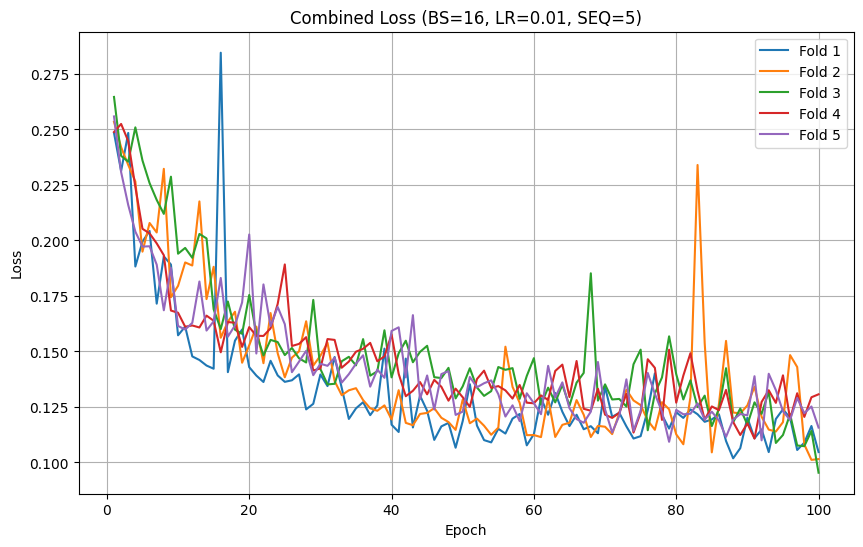 Combined Loss (BS=16, LR=0.01, SEQ=5)
Fold 1
Fold 2
Fold 3
Fold 4
Fold 5
Loss
0.275
0.250
0.225
0.200
0.175
0.150
0.125
0.100
0
20
40
60
80
100
Epoch